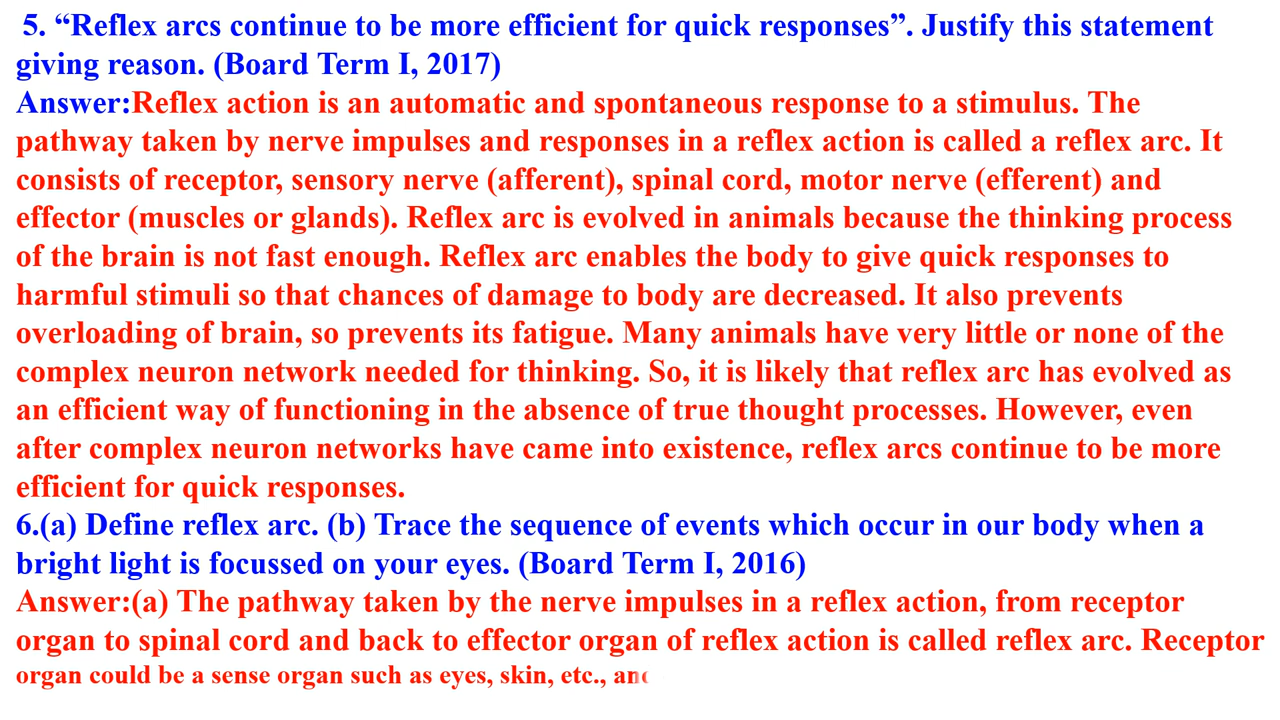 5. “Reflex arcs continue to be more efficient for quick responses”. Justify this statement
giving reason. (Board Term I, 2017)
Answer:Reflex action is an automatic and spontaneous response to a stimulus. The
pathway taken by nerve impulses and responses in a reflex action is called a reflex arc. It
consists of receptor, sensory nerve (afferent), spinal cord, motor nerve (efferent) and
effector (muscles or glands). Reflex arc is evolved in animals because the thinking process
of the brain is not fast enough. Reflex arc enables the body to give quick responses to
harmful stimuli so that chances of damage to body are decreased. It also prevents
overloading of brain, so prevents its fatigue. Many animals have very little or none of the
complex neuron network needed for thinking. So, it is likely that reflex arc has evolved as
an efficient way of functioning in the absence of true thought processes. However, even
after complex neuron networks have came into existence, reflex arcs continue to be more
efficient for quick responses.
6.(a) Define reflex arc. (b) Trace the sequence of events which occur in our body when a
bright light is focussed on your eyes. (Board Term I, 2016)
Answer:(a) The pathway taken by the nerve impulses in a reflex action, from receptor
organ to spinal cord and back to effector organ of reflex action is called reflex arc. Receptor
organ could be a sense organ such as eyes, skin, etc.,